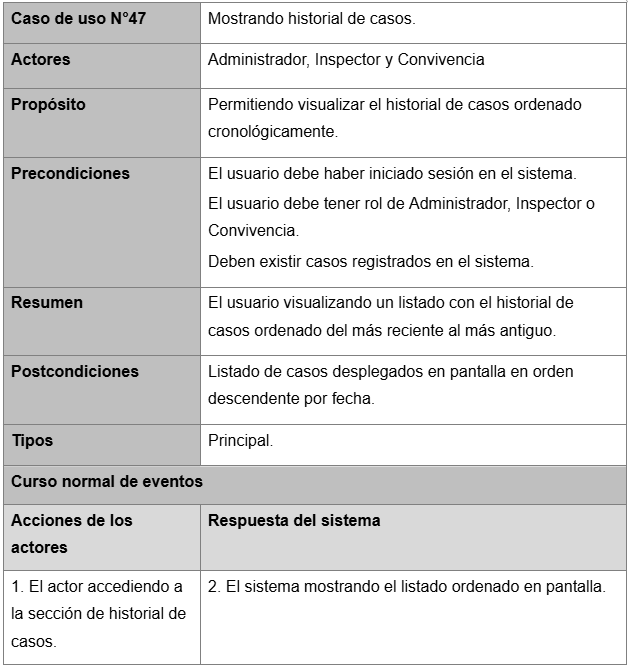 Caso de uso N°47
Mostrando historial de casos.
Actores
Administrador, Inspector y Convivencia
Propósito
Permitiendo visualizar el historial de casos ordenado
cronológicamente.
Precondiciones
El usuario debe haber iniciado sesión en el sistema.
El usuario debe tener rol de Administrador, Inspector o
Convivencia.
Deben existir casos registrados en el sistema.
Resumen
El usuario visualizando un listado con el historial de
casos ordenado del más reciente al más antiguo.
Postcondiciones
Listado de casos desplegados en pantalla en orden
descendente por fecha.
Tipos
Principal.
Curso normal de eventos
Acciones de los
actores
Respuesta del sistema
1. El actor accediendo a
la sección de historial de
casos.
2. El sistema mostrando el listado ordenado en pantalla.